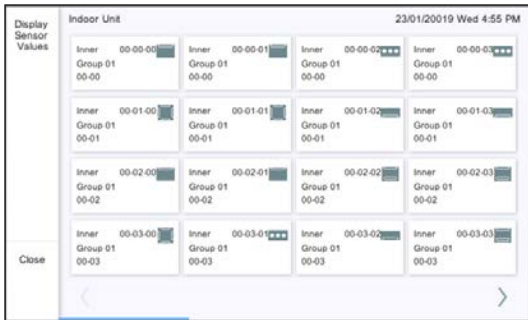 Display
Sensor
Values
Indoor Unit
23/01/20019 Wed 4:55 PM
Inner 00-00-00
Group 01
00-00
Inner 00-00-01
Group 01
00-00
Inner 00-00-02
Group 01
00-00
Inner 00-00-03
Group 01
00-00
Inner 00-01-00
Group 01
00-01
Inner 00-01-01
Group 01
00-01
Inner 00-01-02
Group 01
00-01
Inner 00-01-03
Group 01
00-01
Inner 00-02-00
Group 01
00-02
Inner 00-02-01
Group 01
00-02
Inner 00-02-02
Group 01
00-02
Inner 00-02-03
Group 01
00-02
Inner 00-03-00
Group 01
00-03
Inner 00-03-01
Group 01
00-03
Inner 00-03-02
Group 01
00-03
Inner 00-03-03
Group 01
00-03
Close